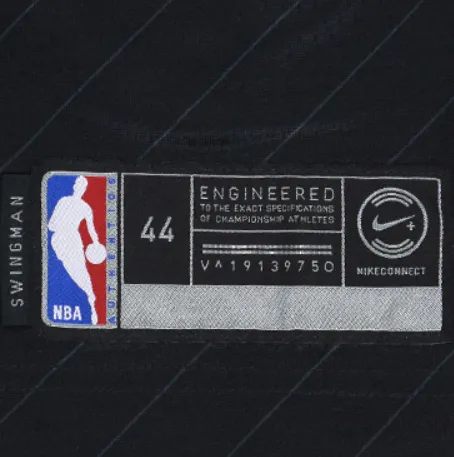 SWINGMAN
NBA
AUTHENTICS
44
ENGINEERED
TO THE EXACT SPECIFICATIONS
OF CHAMPIONSHIP ATHLETES
V^19139750
+
NIKECONNECT